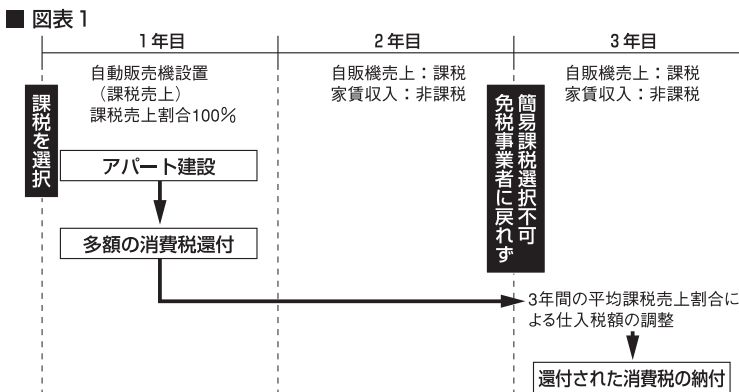 ■ 図表1
1年目
2年目
3年目
課税を選択
自動販売機設置
（課税売上）
課税売上割合100％
アパート建設
多額の消費税還付
自販機売上：課税
家賃収入：非課税
簡易課税選択不可
免税事業者に戻れず
自販機売上：課税
家賃収入：非課税
3年間の平均課税売上割合に
よる仕入税額の調整
還付された消費税の納付